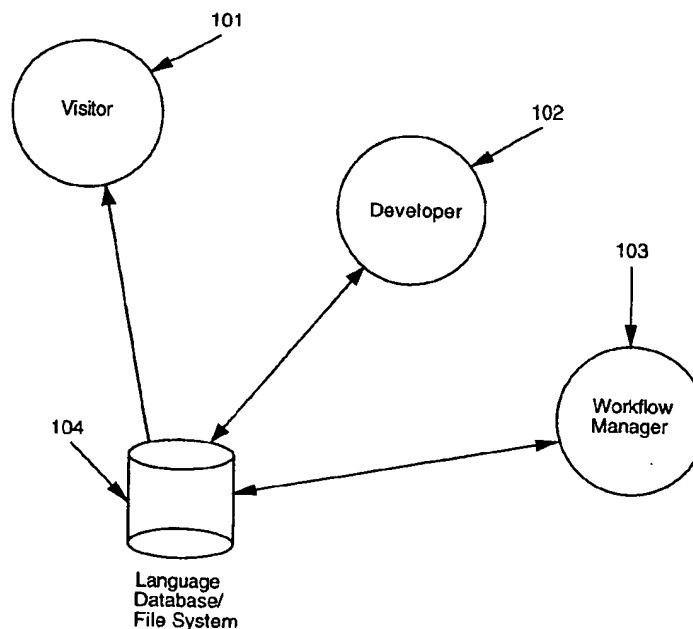 101
Visitor
102
Developer
103
Workflow
Manager
104
Language
Database/
File System